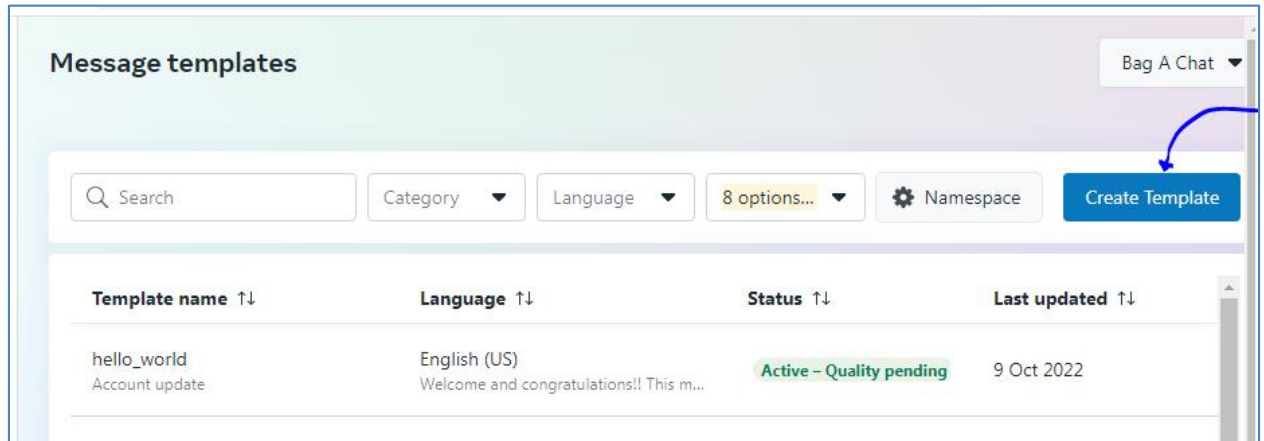 Message templates
Bag A Chat
Search
Category
Language
8 options...
Namespace
Create Template
Template name ↑↓
Language ↑↓
Status ↑↓
Last updated ↑↓
hello_world
English (US)
Active – Quality pending
9 Oct 2022
Account update
Welcome and congratulations!! This m...